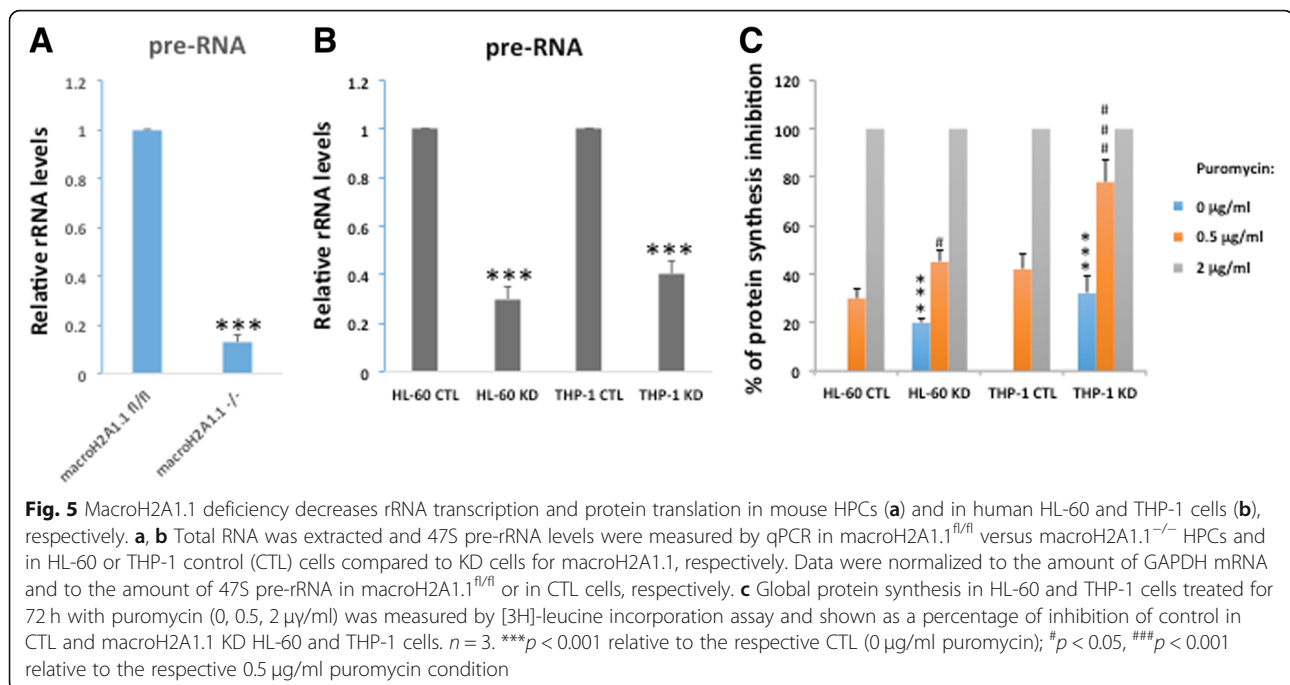 A
pre-RNA
Relative rRNA levels
1.2
1
0.8
0.6
0.4
0.2
0
***
macroH2A1.1 fl/fl
macroH2A1.1 -/-
B
pre-RNA
Relative rRNA levels
1.2
1
0.8
0.6
0.4
0.2
0
***
***
HL-60 CTL
HL-60 KD
THP-1 CTL
THP-1 KD
C
% of protein synthesis inhibition
120
100
80
60
40
20
0
***
#
***
###
HL-60 CTL
HL-60 KD
THP-1 CTL
THP-1 KD
Puromycin:
0 µg/ml
0.5 µg/ml
2 µg/ml
Fig. 5 MacroH2A1.1 deficiency decreases rRNA transcription and protein translation in mouse HPCs (a) and in human HL-60 and THP-1 cells (b),
respectively. a, b Total RNA was extracted and 47S pre-rRNA levels were measured by qPCR in macroH2A1.1fl/fl versus macroH2A1.1−/− HPCs and
in HL-60 or THP-1 control (CTL) cells compared to KD cells for macroH2A1.1, respectively. Data were normalized to the amount of GAPDH mRNA
and to the amount of 47S pre-rRNA in macroH2A1.1fl/fl or in CTL cells, respectively. c Global protein synthesis in HL-60 and THP-1 cells treated for
72 h with puromycin (0, 0.5, 2 μγ/ml) was measured by [3H]-leucine incorporation assay and shown as a percentage of inhibition of control in
CTL and macroH2A1.1 KD HL-60 and THP-1 cells. n = 3. ***p < 0.001 relative to the respective CTL (0 μg/ml puromycin); #p < 0.05, ###p < 0.001
relative to the respective 0.5 μg/ml puromycin condition